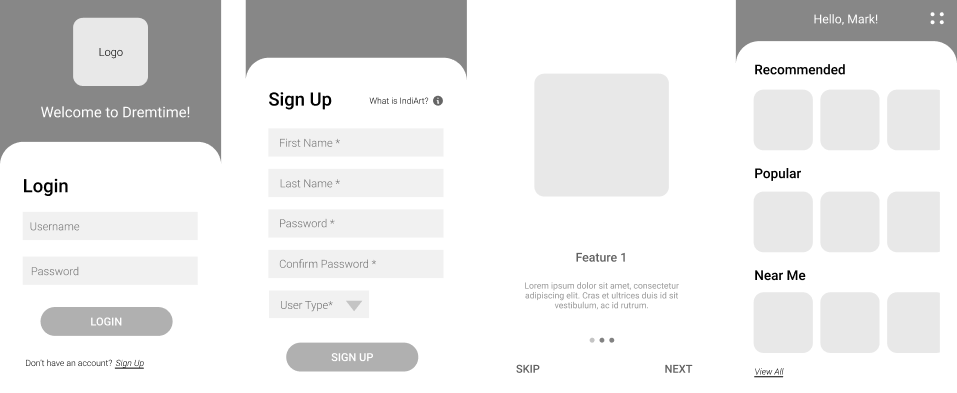 Logo
Welcome to Dremtime!
Login
Username
Password
LOGIN
Don't have an account? Sign Up
Sign Up
What is IndiArt? i
First Name *
Last Name *
Password *
Confirm Password *
User Type*
SIGN UP
Feature 1
Lorem ipsum dolor sit amet, consectetur
adipiscing elit. Cras et ultrices duis id sit
vestibulum, ac id rutrum.
SKIP
NEXT
Hello, Mark!
Recommended
Popular
Near Me
View All